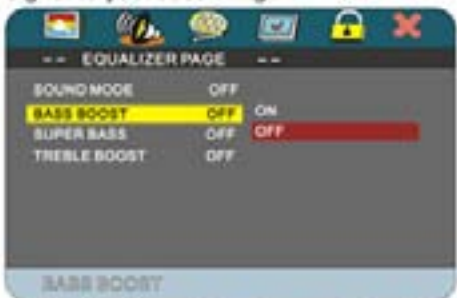 -- EQUALIZER PAGE --
SOUND MODE OFF
BASS BOOST OFF ON
SUPER BASS OFF OFF
TREBLE BOOST OFF
BASS BOOST